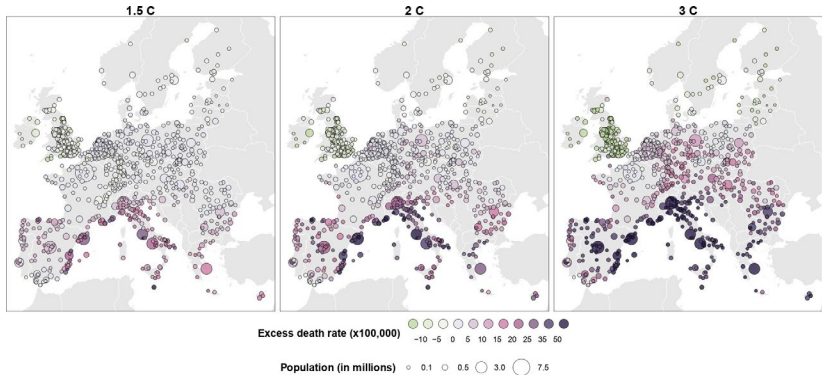 1.5 C
2 C
3 C
Excess death rate (x100,000)
−10 −5 0 5 10 15 20 25 35 50
Population (in millions) 0.1 0.5 3.0 7.5